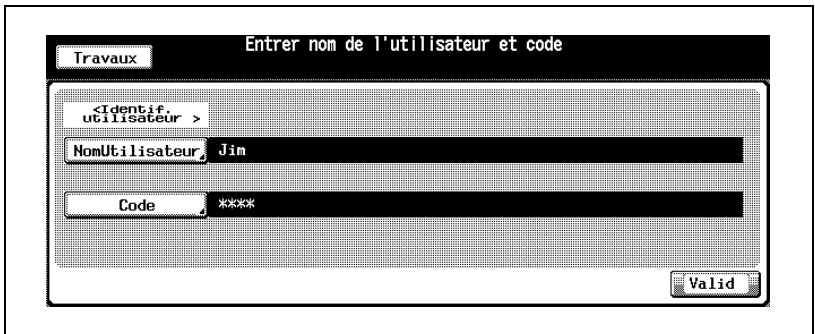 Entrer nom de l'utilisateur et code
Travaux
<Identif.
utilisateur >
NomUtilisateur Jim
Code ****
Valid